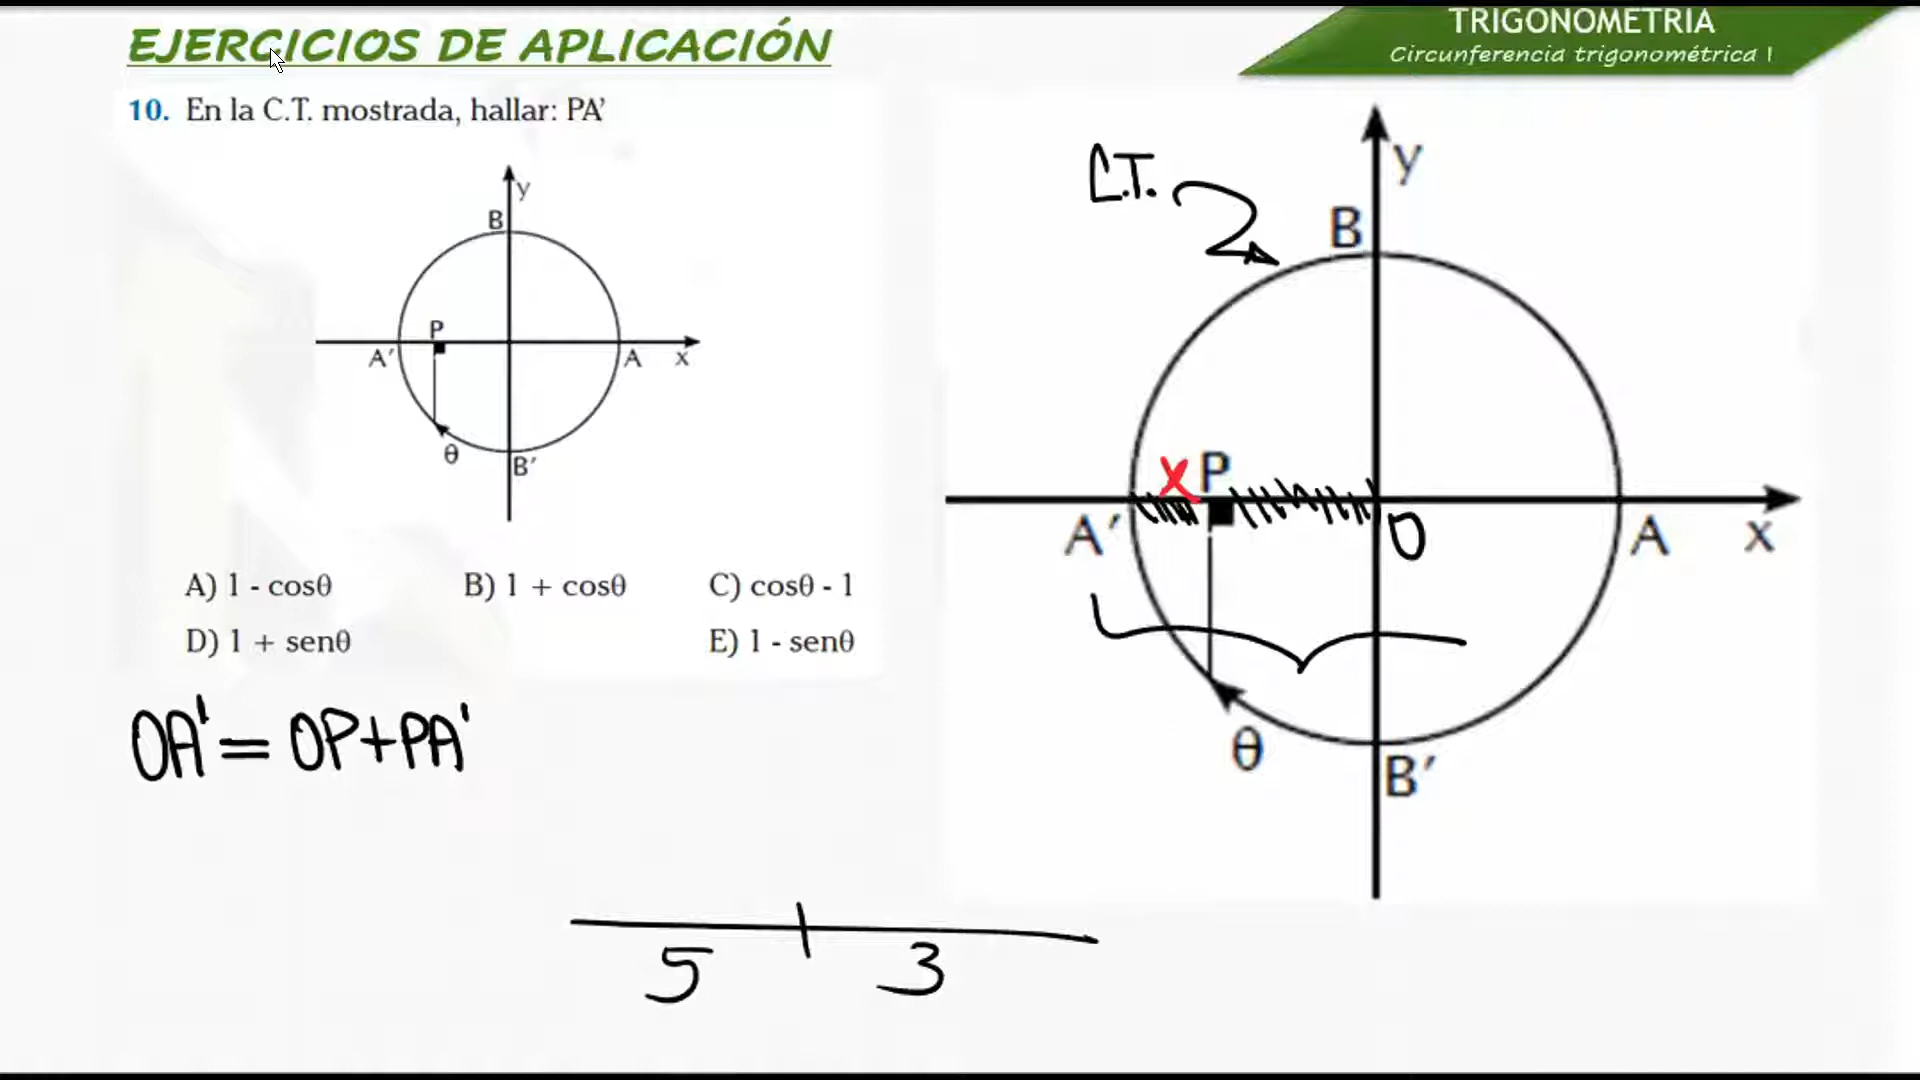 EJERCICIOS DE APLICACIÓN
TRIGONOMETRIA
Circunferencia trigonométrica I
10. En la C.T. mostrada, hallar: PA'
y
B
P
A'
A
x
θ
B'
A) 1 - cosθ
B) 1 + cosθ
C) cosθ - 1
D) 1 + senθ
E) 1 - senθ
OA' = OP+PA'
5 3
C.T.
y
B
x P
A'
O
A
x
θ
B'